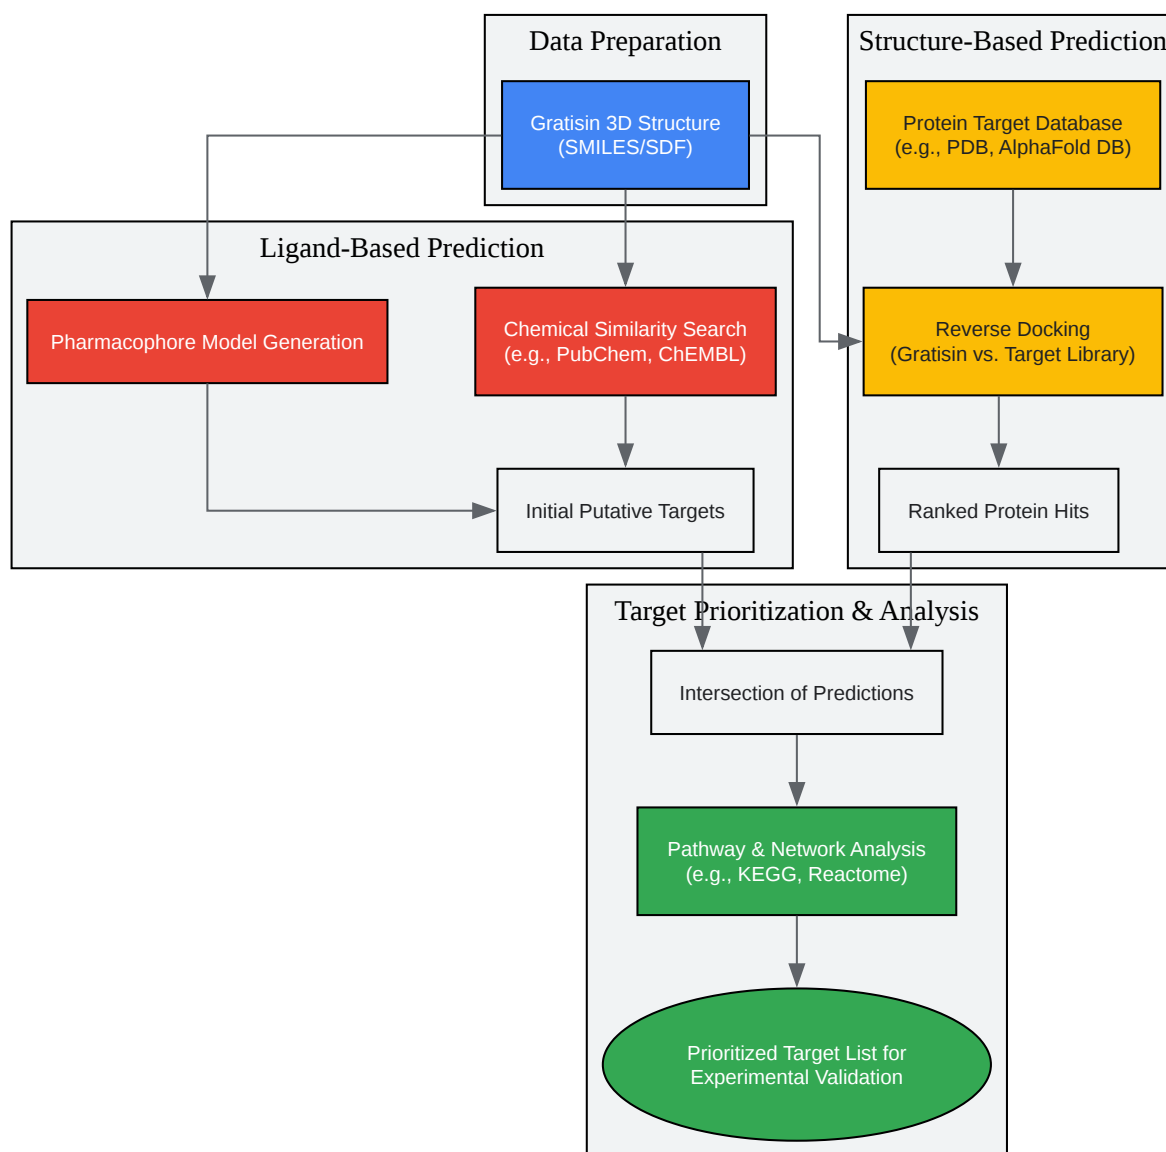 Data Preparation
Gratisin 3D Structure
(SMILES/SDF)
Structure-Based Prediction
Protein Target Database
(e.g., PDB, AlphaFold DB)
Ligand-Based Prediction
Pharmacophore Model Generation
Chemical Similarity Search
(e.g., PubChem, ChEMBL)
Reverse Docking
(Gratisin vs. Target Library)
Initial Putative Targets
Ranked Protein Hits
Target Prioritization & Analysis
Intersection of Predictions
Pathway & Network Analysis
(e.g., KEGG, Reactome)
Prioritized Target List for
Experimental Validation